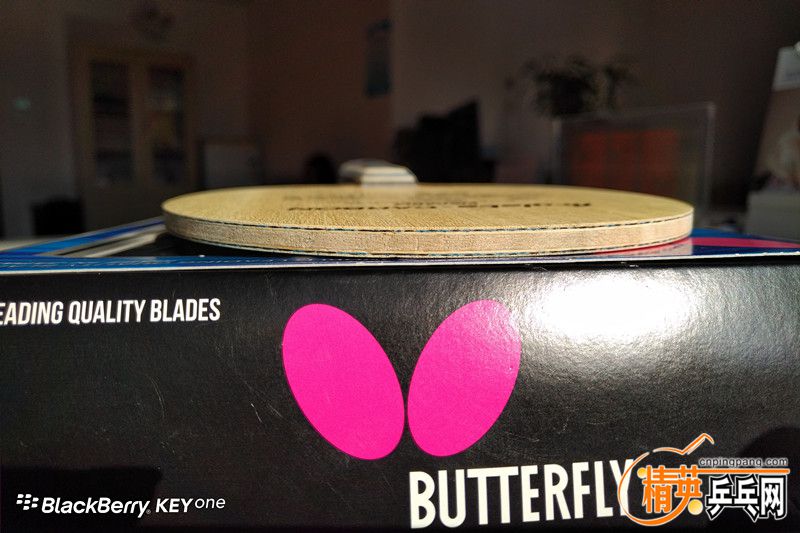 EADING QUALITY BLADES
BUTTERFLY
cnpingpang.com
精英乒乓网
BlackBerry KEYone